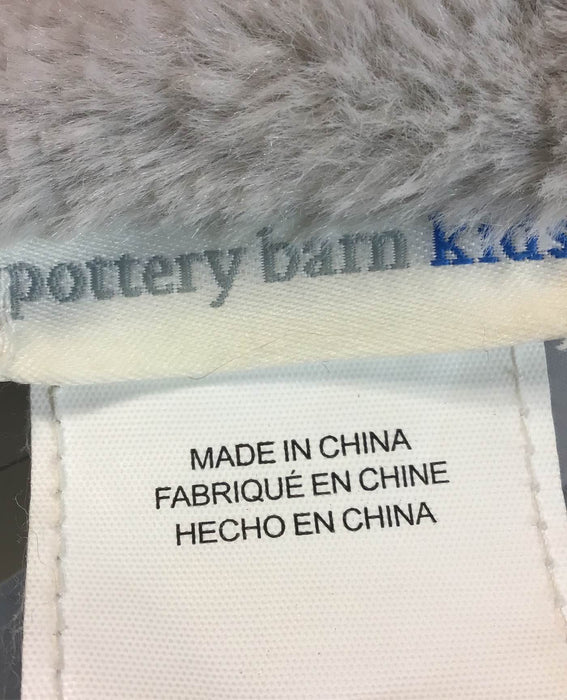 pottery barn kids
MADE IN CHINA
FABRIQUÉ EN CHINE
HECHO EN CHINA